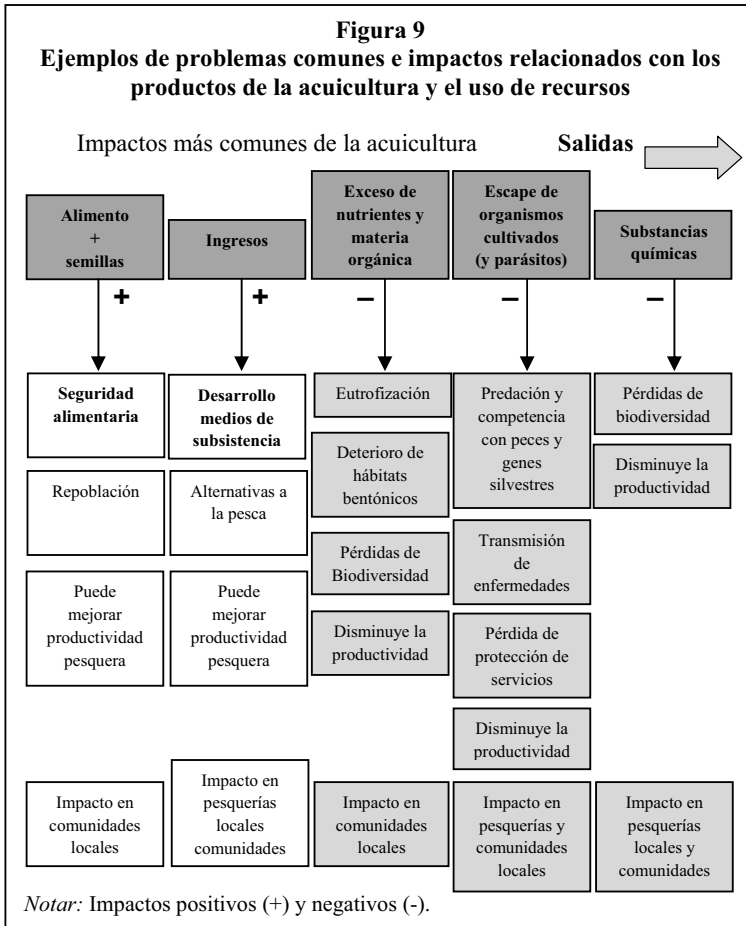 Figura 9
Ejemplos de problemas comunes e impactos relacionados con los
productos de la acuicultura y el uso de recursos
Impactos más comunes de la acuicultura
Salidas
Alimento
+
semillas
Ingresos
Exceso de
nutrientes y
materia
orgánica
Escape de
organismos
cultivados
(y parásitos)
Substancias
químicas
+
+
–
–
–
Seguridad
alimentaria
Repoblación
Puede
mejorar
productividad
pesquera
Impacto en
comunidades
locales
Desarrollo
medios de
subsistencia
Alternativas a
la pesca
Puede
mejorar
productividad
pesquera
Impacto en
pesquerías
locales
comunidades
Eutrofización
Deterioro de
hábitats
bentónicos
Pérdidas de
Biodiversidad
Disminuye la
productividad
Impacto en
comunidades
locales
Predación y
competencia
con peces y
genes
silvestres
Transmisión
de
enfermedades
Pérdida de
protección de
servicios
Disminuye la
productividad
Impacto en
pesquerías y
comunidades
locales
Pérdidas de
biodiversidad
Disminuye la
productividad
Impacto en
pesquerías
locales y
comunidades
Notar: Impactos positivos (+) y negativos (-).